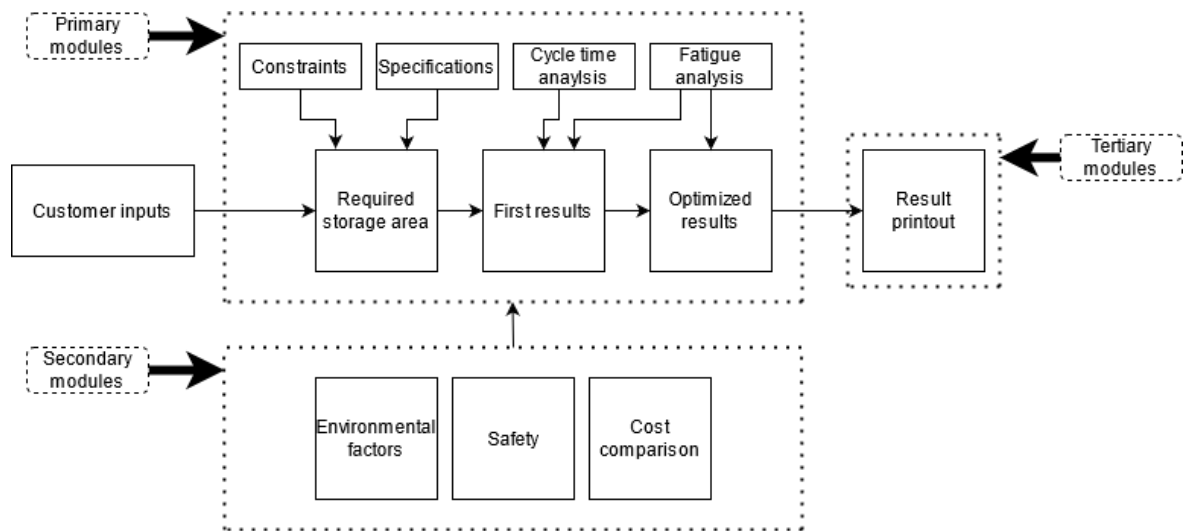 Primary
modules
Constraints
Specifications
Cycle time
anaylsis
Fatigue
analysis
Customer inputs
Required
storage area
First results
Optimized
results
Result
printout
Tertiary
modules
Secondary
modules
Environmental
factors
Safety
Cost
comparison